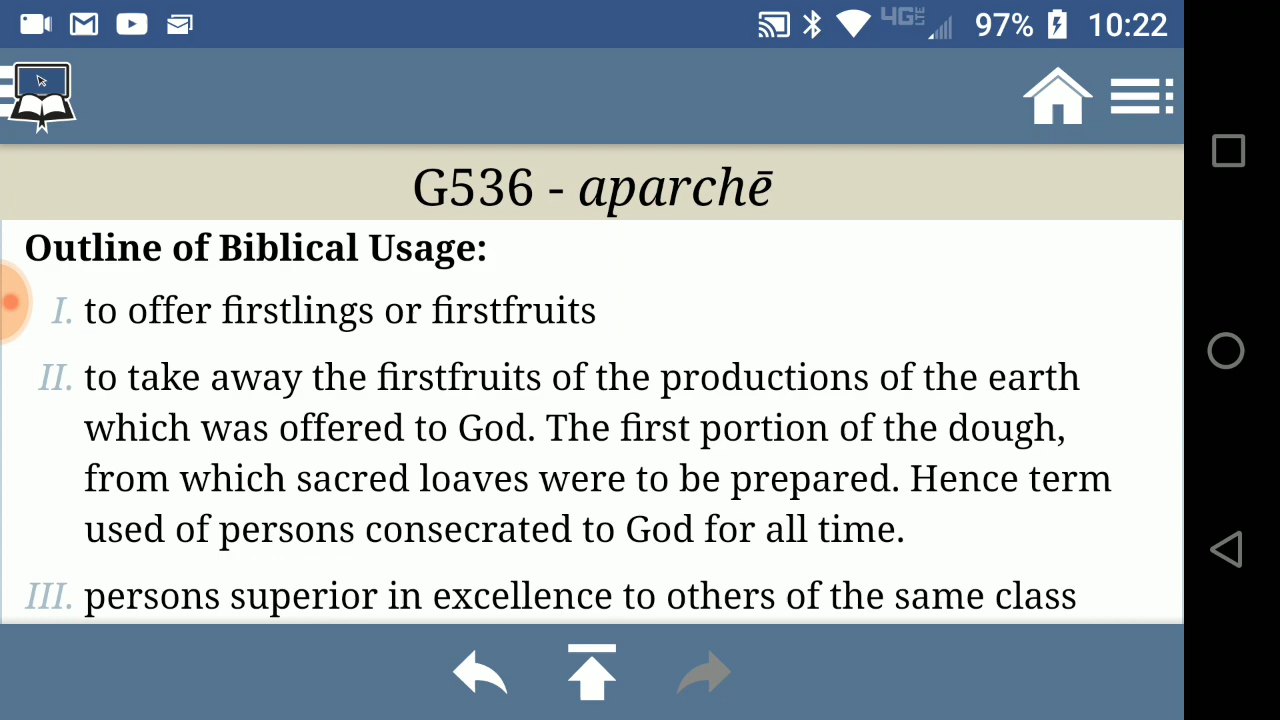 4G LTE 97% 10:22
G536 - aparchē
Outline of Biblical Usage:
I. to offer firstlings or firstfruits
II. to take away the firstfruits of the productions of the earth
which was offered to God. The first portion of the dough,
from which sacred loaves were to be prepared. Hence term
used of persons consecrated to God for all time.
III. persons superior in excellence to others of the same class